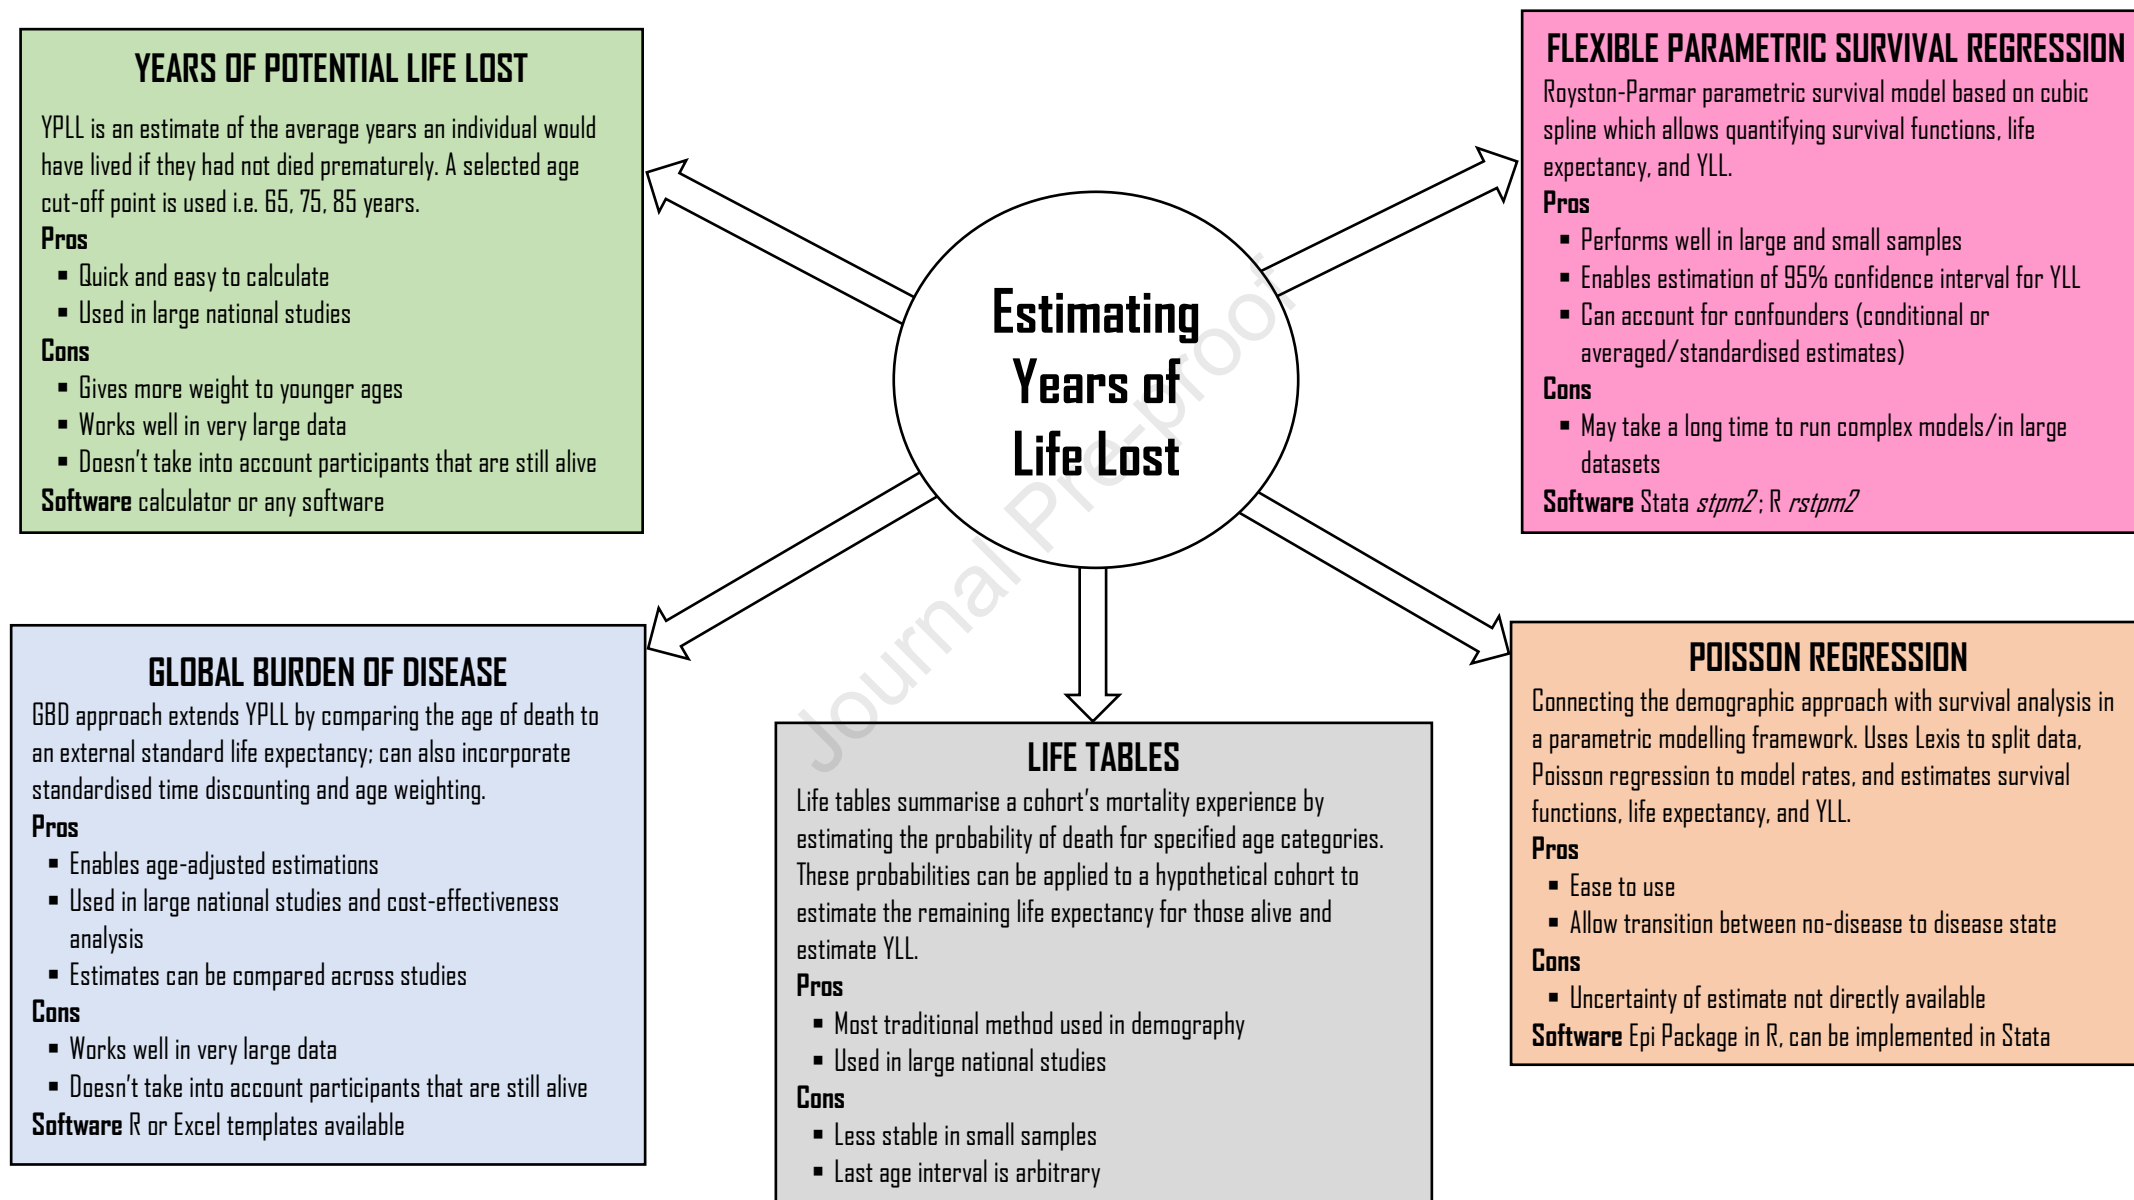 YEARS OF POTENTIAL LIFE LOST
YPLL is an estimate of the average years an individual would
have lived if they had not died prematurely. A selected age
cut-off point is used i.e. 65, 75, 85 years.
Pros
▪ Quick and easy to calculate
▪ Used in large national studies
Cons
▪ Gives more weight to younger ages
▪ Works well in very large data
▪ Doesn't take into account participants that are still alive
Software calculator or any software
FLEXIBLE PARAMETRIC SURVIVAL REGRESSION
Royston-Parmar parametric survival model based on cubic
spline which allows quantifying survival functions, life
expectancy, and YLL.
Pros
▪ Performs well in large and small samples
▪ Enables estimation of 95% confidence interval for YLL
▪ Can account for confounders (conditional or
averaged/standardised estimates)
Cons
▪ May take a long time to run complex models/in large
datasets
Software Stata stpm2; R rstpm2
Estimating
Years of
Life Lost
Journal Pre-proof
GLOBAL BURDEN OF DISEASE
GBD approach extends YPLL by comparing the age of death to
an external standard life expectancy; can also incorporate
standardised time discounting and age weighting.
Pros
▪ Enables age-adjusted estimations
▪ Used in large national studies and cost-effectiveness
analysis
▪ Estimates can be compared across studies
Cons
▪ Works well in very large data
▪ Doesn't take into account participants that are still alive
Software R or Excel templates available
LIFE TABLES
Life tables summarise a cohort's mortality experience by
estimating the probability of death for specified age categories.
These probabilities can be applied to a hypothetical cohort to
estimate the remaining life expectancy for those alive and
estimate YLL.
Pros
▪ Most traditional method used in demography
▪ Used in large national studies
Cons
▪ Less stable in small samples
▪ Last age interval is arbitrary
POISSON REGRESSION
Connecting the demographic approach with survival analysis in
a parametric modelling framework. Uses Lexis to split data,
Poisson regression to model rates, and estimates survival
functions, life expectancy, and YLL.
Pros
▪ Ease to use
▪ Allow transition between no-disease to disease state
Cons
▪ Uncertainty of estimate not directly available
Software Epi Package in R, can be implemented in Stata